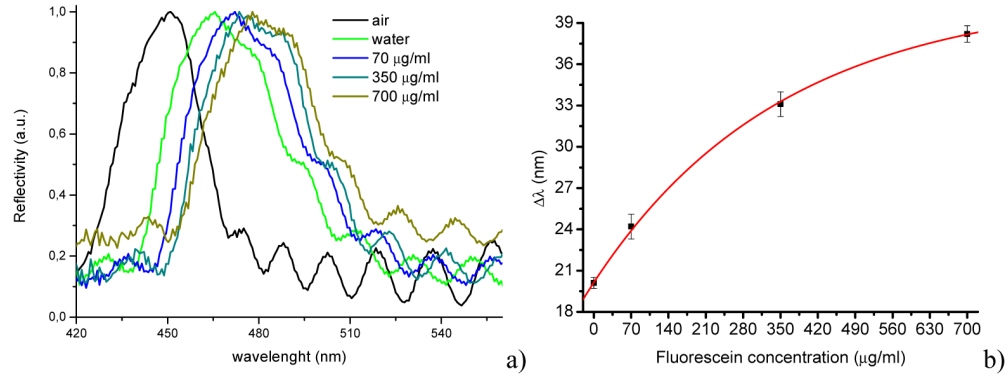 1,0
0,8
0,6
0,4
0,2
0,0
Reflectivity (a.u.)
420 450 480 510 540
wavelenght (nm)
air
water
70 μg/ml
350 μg/ml
700 μg/ml
a)
39
36
33
30
27
24
21
18
Δλ (nm)
0 70 140 210 280 350 420 490 560 630 700
Fluorescein concentration (μg/ml)
b)